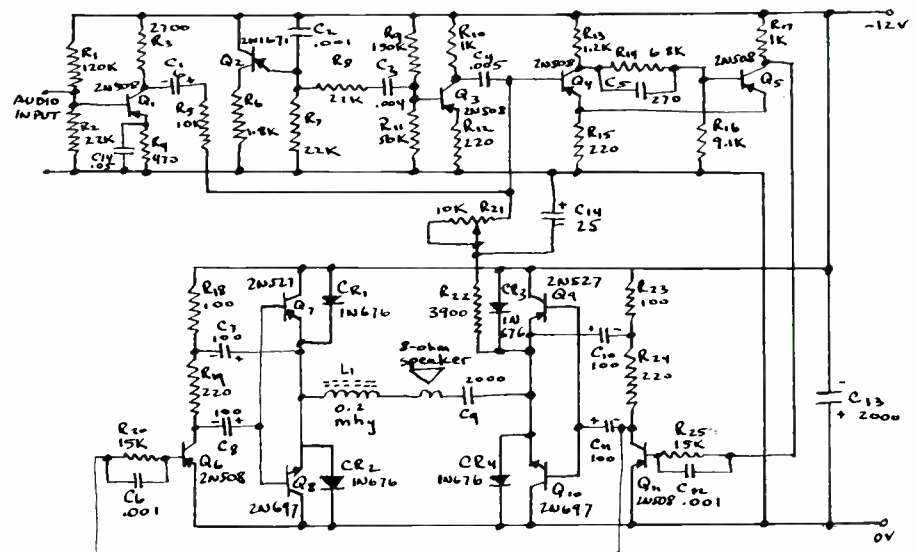 -12V
R1
120K
2700
R3
2N508
Q1
C1
6
- +
AUDIO
INPUT
R2
22K
C14
.05
R4
470
R5
10K
2N1671
Q2
R6
1.8K
C2
.001
R7
22K
R8
21K
C3
.004
R9
150K
R11
56K
R10
1K
C4
.005
Q3
2N508
R12
220
2N508
Q4
R13
1.2K
R14
6.8K
C5
270
R15
220
R16
9.1K
2N508
Q5
R17
1K
10K
R21
+
C14
25
R18
100
2N527
Q7
CR1
1N676
C7
100
- +
R19
220
100
- +
C8
R20
15K
C6
.001
Q6
2N508
Q8
2N697
CR2
1N676
L1
0.2
mhy
8-ohm
speaker
2000
C9
R22
3900
CR3
1N
676
2N527
Q9
+ -
C10
100
R23
100
R24
220
+ -
C11
100
CR4
1N676
Q10
2N697
R25
15K
Q11
2N508
C12
.001
-
C13
+ 2000
0V